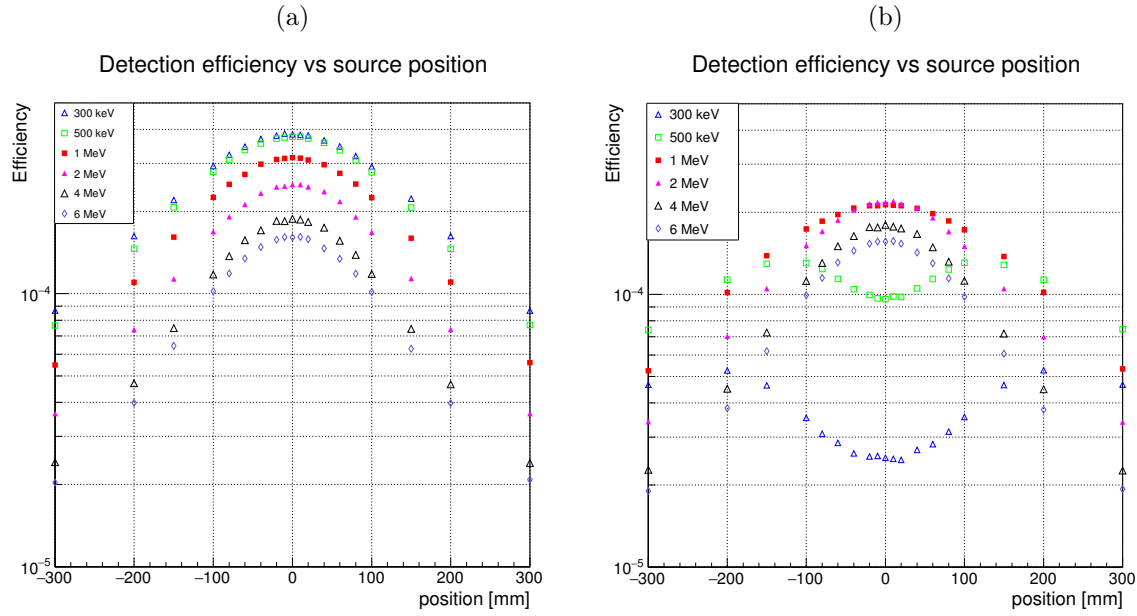 (a)
Detection efficiency vs source position
Efficiency
300 keV
500 keV
1 MeV
2 MeV
4 MeV
6 MeV
10⁻⁴
10⁻⁵
−300 −200 −100 0 100 200 300
position [mm]
(b)
Detection efficiency vs source position
Efficiency
300 keV
500 keV
1 MeV
2 MeV
4 MeV
6 MeV
10⁻⁴
10⁻⁵
−300 −200 −100 0 100 200 300
position [mm]